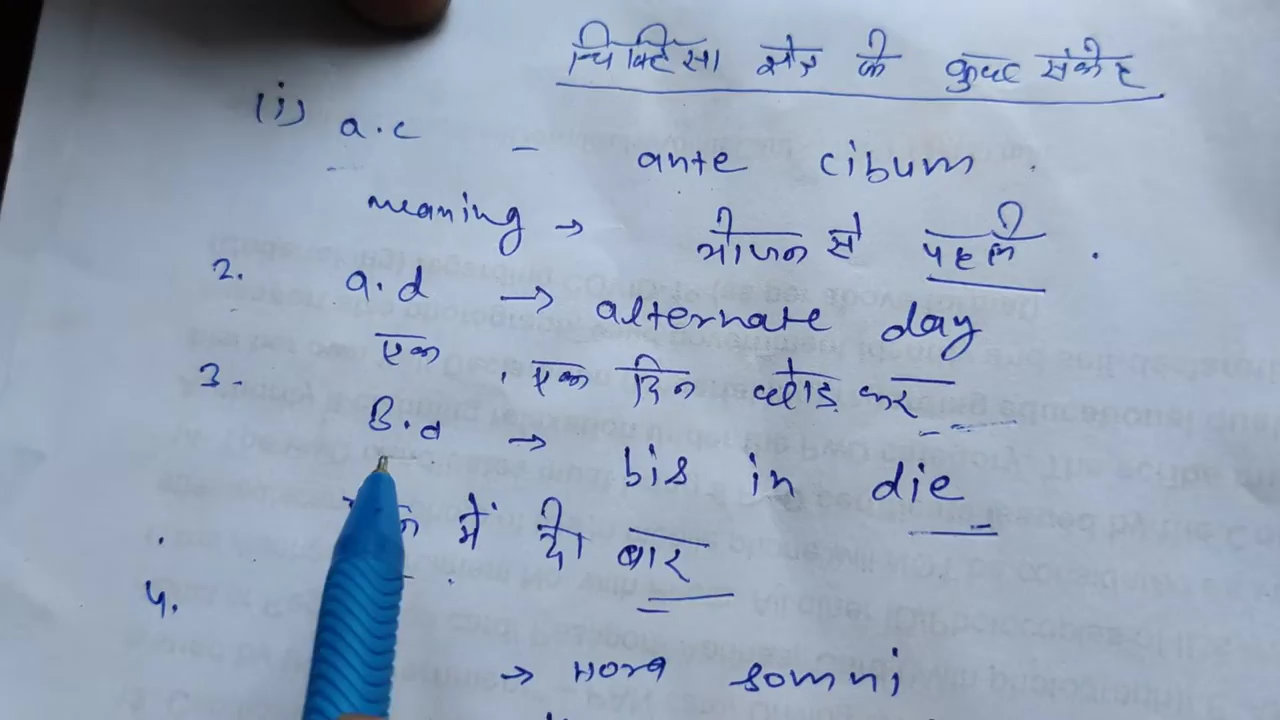 चिकित्सा क्षेत्र के कुछ संकेत
(i) a.c - ante cibum.
meaning → भोजन से पहले.
2. a.d → alternate day
एक, एक दिन छोड़ कर
3. B.d → bis in die
में दो बार
4. → Hora somni